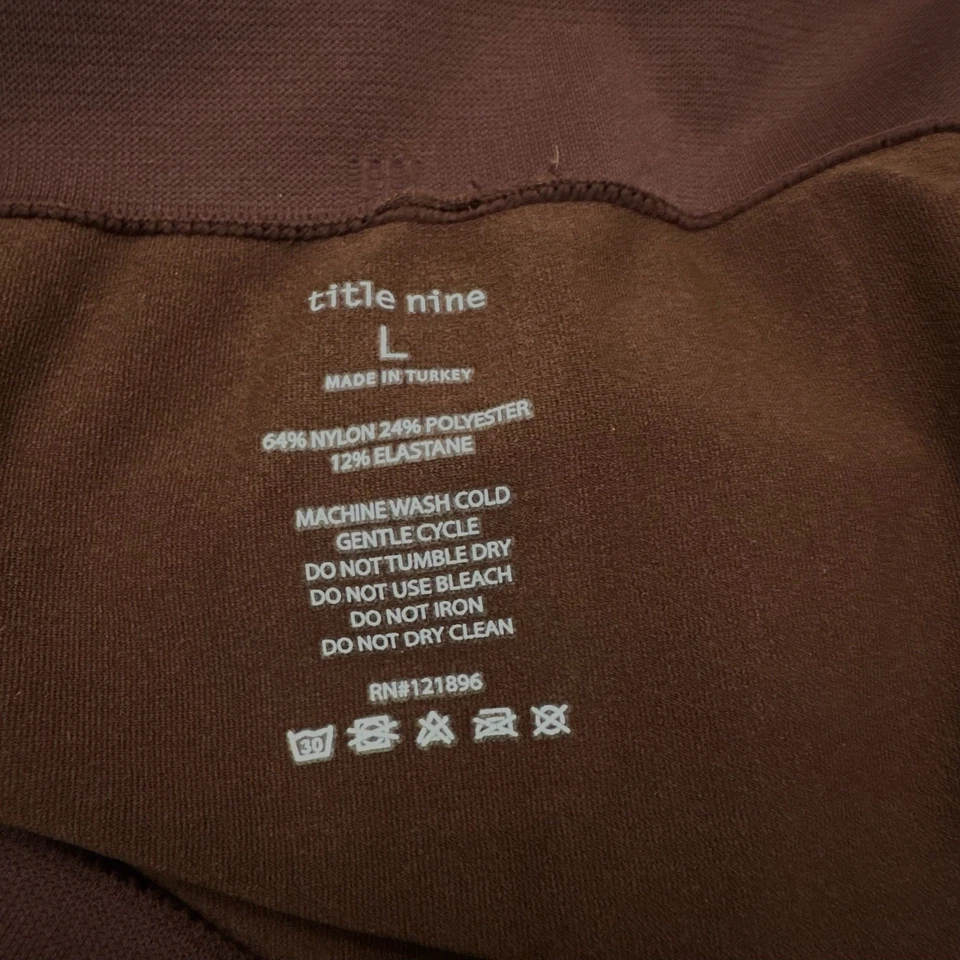 title nine
L
MADE IN TURKEY
64% NYLON 24% POLYESTER
12% ELASTANE
MACHINE WASH COLD
GENTLE CYCLE
DO NOT TUMBLE DRY
DO NOT USE BLEACH
DO NOT IRON
DO NOT DRY CLEAN
RN#121896
30